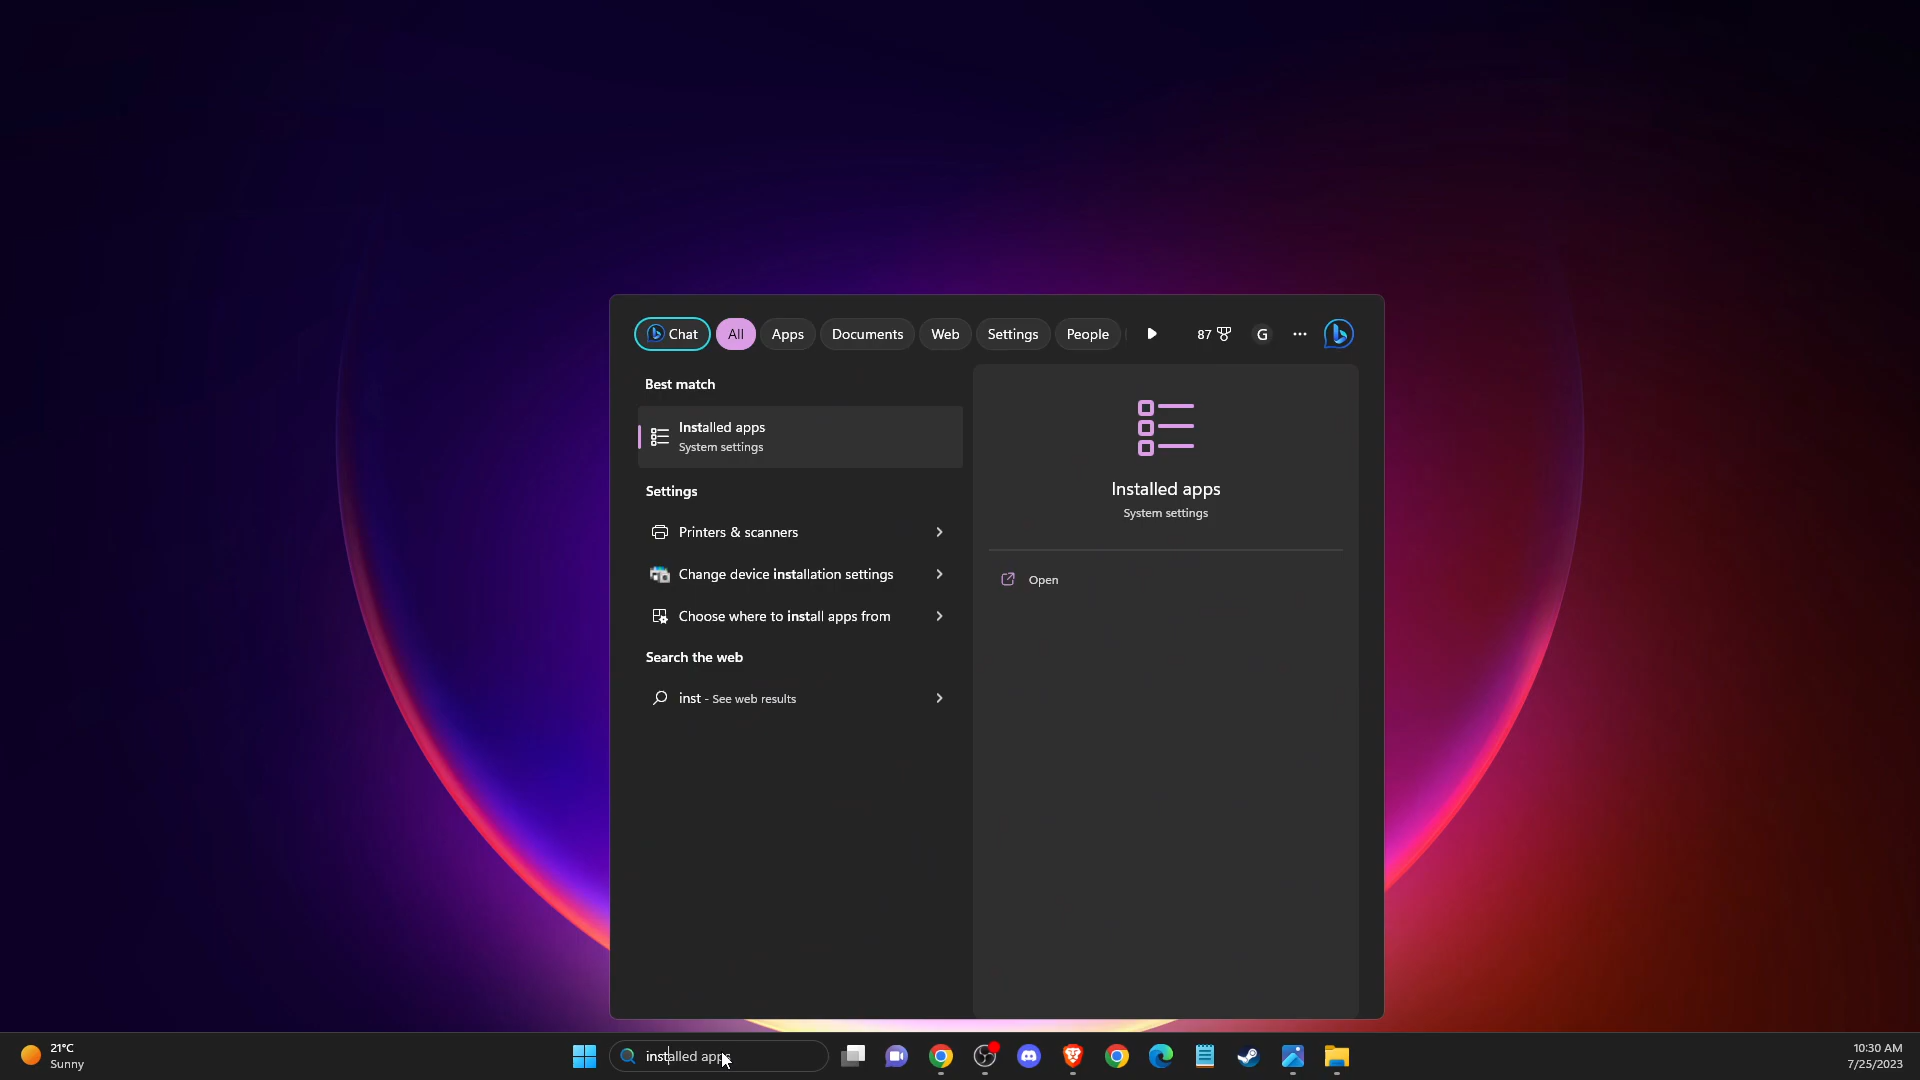 Chat
All
Apps
Documents
Web
Settings
People
87
G
Best match
Installed apps
System settings
Settings
Printers & scanners
Change device installation settings
Choose where to install apps from
Search the web
inst - See web results
Installed apps
System settings
Open
21°C
Sunny
installed apps
10:30 AM
7/25/2023